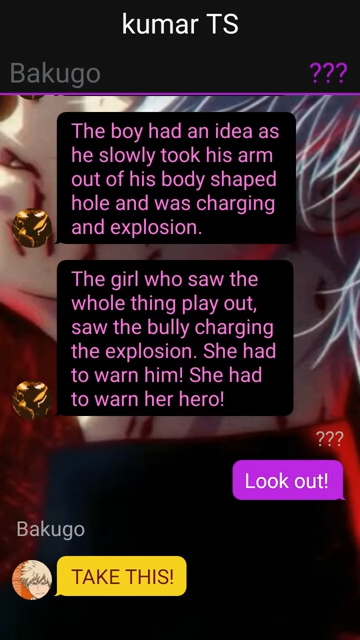 kumar TS
Bakugo
???
The boy had an idea as
he slowly took his arm
out of his body shaped
hole and was charging
and explosion.
The girl who saw the
whole thing play out,
saw the bully charging
the explosion. She had
to warn him! She had
to warn her hero!
???
Look out!
Bakugo
TAKE THIS!